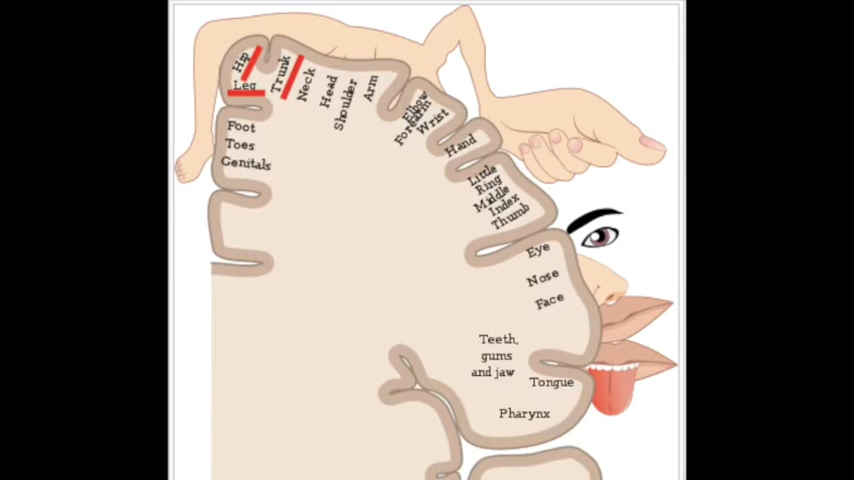 Hip
Leg
Trunk
Neck
Head
Shoulder
Arm
Elbow
Forearm
Wrist
Hand
Little
Ring
Middle
Index
Thumb
Foot
Toes
Genitals
Eye
Nose
Face
Teeth,
gums
and jaw
Tongue
Pharynx